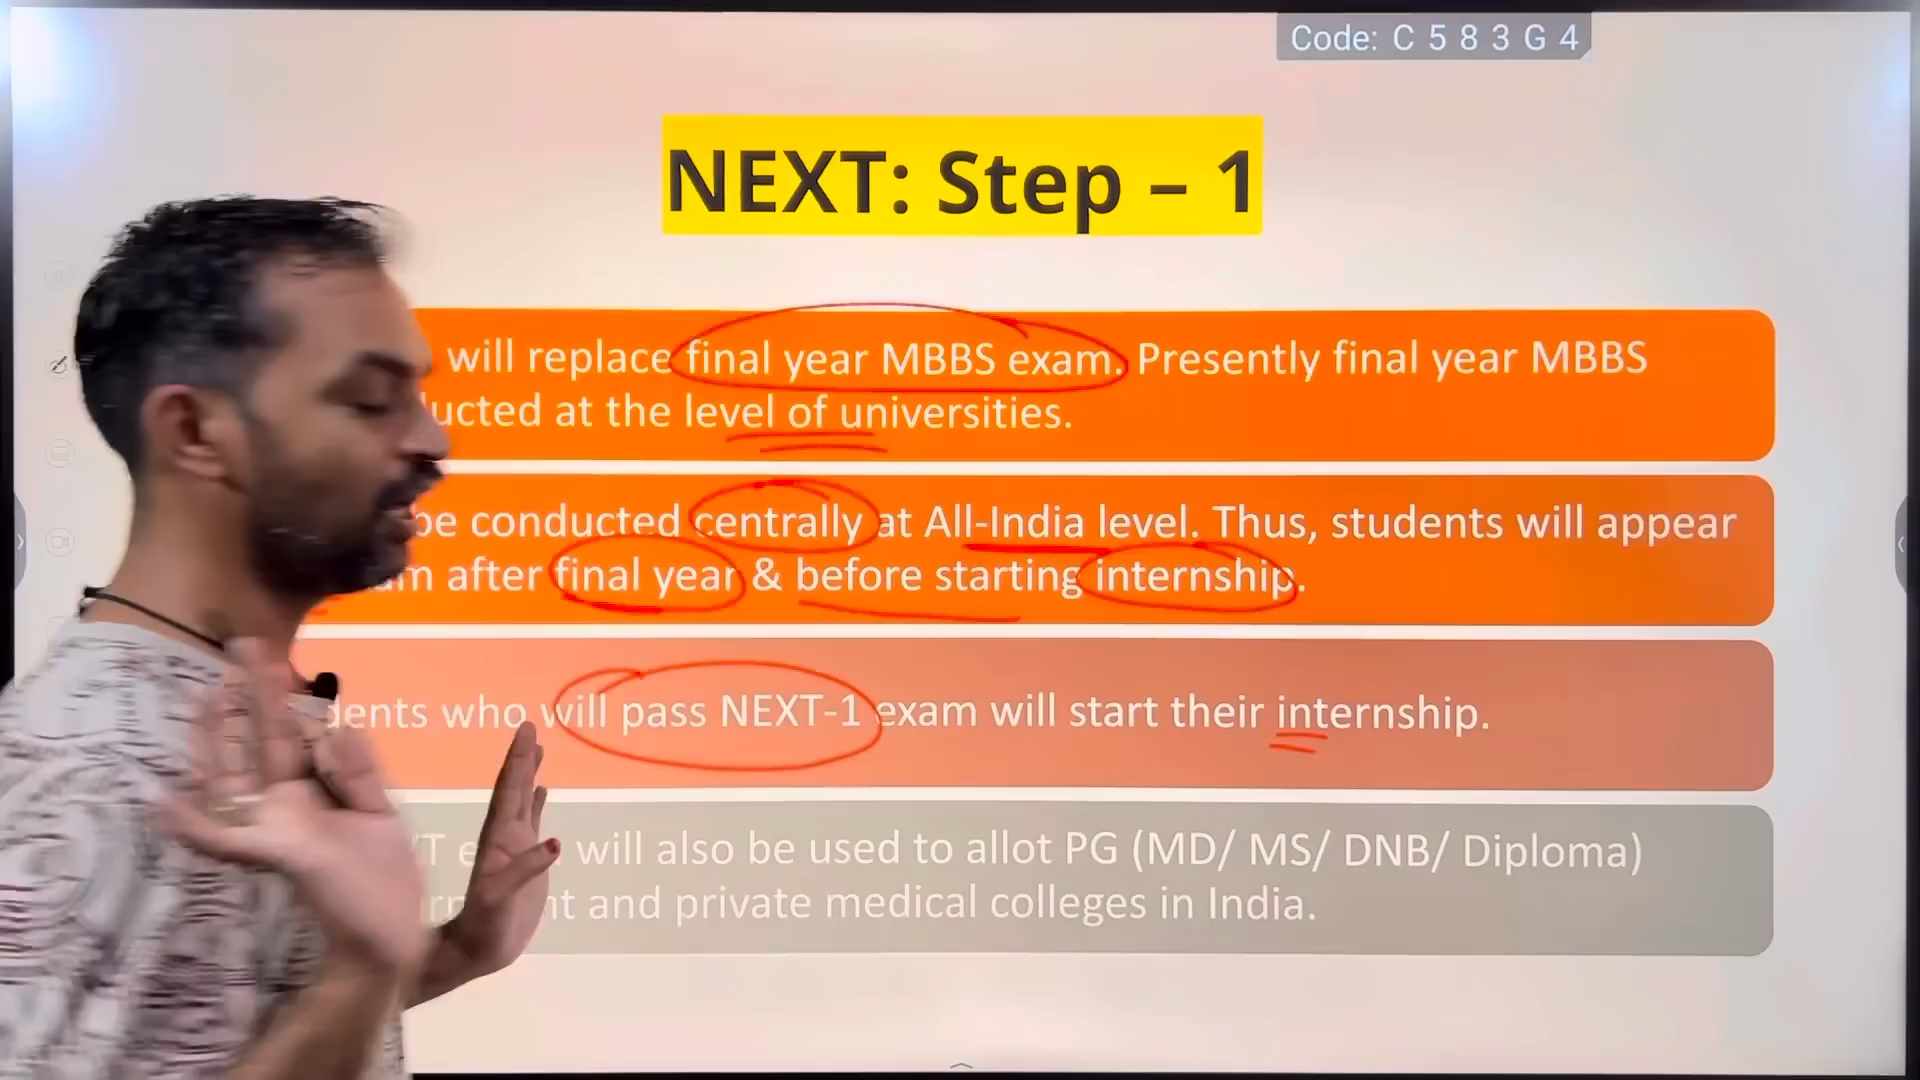 Code: C 5 8 3 G 4
NEXT: Step – 1
will replace final year MBBS exam. Presently final year MBBS
at the level of universities.
be conducted centrally at All-India level. Thus, students will appear
after final year & before starting internship.
who will pass NEXT-1 exam will start their internship.
will also be used to allot PG (MD/ MS/ DNB/ Diploma)
and private medical colleges in India.